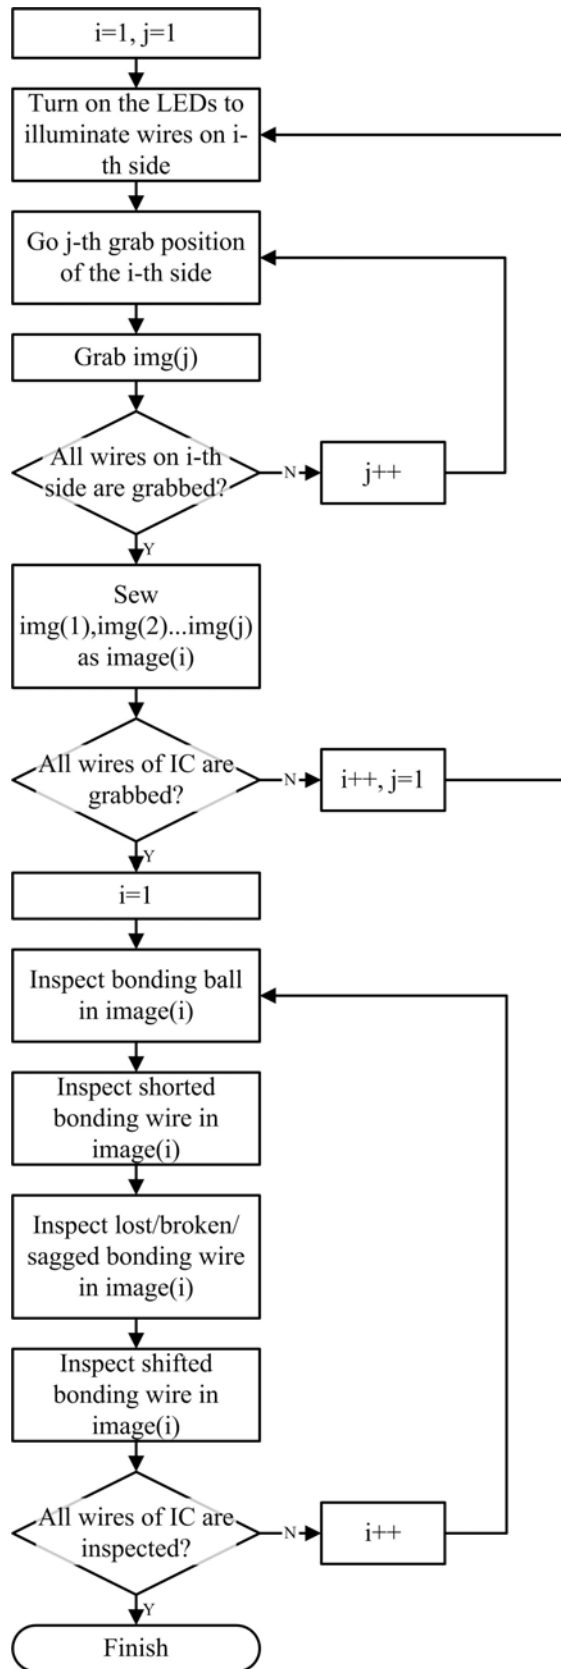 i=1, j=1
Turn on the LEDs to
illuminate wires on i-
th side
Go j-th grab position
of the i-th side
Grab img(j)
All wires on i-th
side are grabbed?
N
j++
Y
Sew
img(1),img(2)...img(j)
as image(i)
All wires of IC are
grabbed?
N
i++, j=1
Y
i=1
Inspect bonding ball
in image(i)
Inspect shorted
bonding wire in
image(i)
Inspect lost/broken/
sagged bonding wire
in image(i)
Inspect shifted
bonding wire in
image(i)
All wires of IC are
inspected?
N
i++
Y
Finish